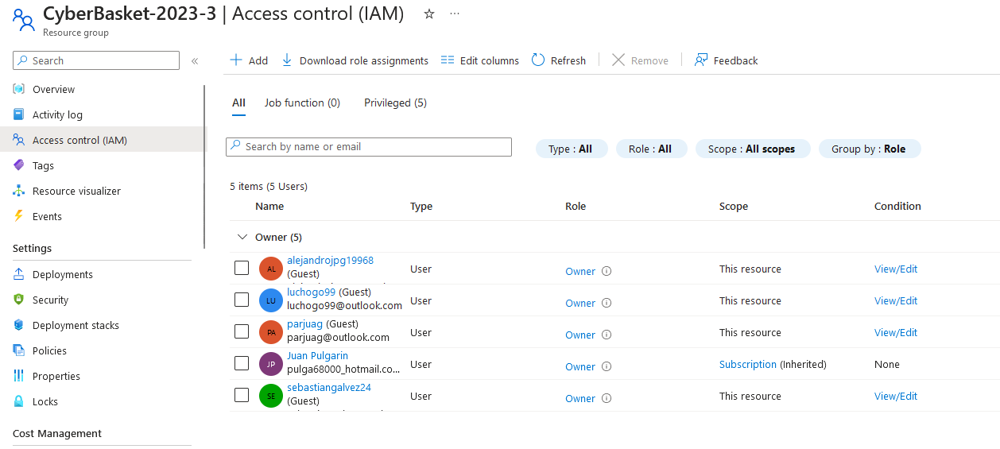 CyberBasket-2023-3 | Access control (IAM) ☆ ···
Resource group
Search «
Add Download role assignments Edit columns Refresh Remove Feedback
Overview
Activity log
Access control (IAM)
Tags
Resource visualizer
Events
Settings
Deployments
Security
Deployment stacks
Policies
Properties
Locks
Cost Management
All Job function (0) Privileged (5)
Search by name or email Type : All Role : All Scope : All scopes Group by : Role
5 items (5 Users)
Name Type Role Scope Condition
Owner (5)
AL alejandrojpg19968 (Guest) User Owner This resource View/Edit
LU luchogo99 (Guest) luchogo99@outlook.com User Owner This resource View/Edit
PA parjuag (Guest) parjuag@outlook.com User Owner This resource View/Edit
JP Juan Pulgarin pulga68000_hotmail.co... User Owner Subscription (Inherited) None
SE sebastiangalvez24 (Guest) User Owner This resource View/Edit